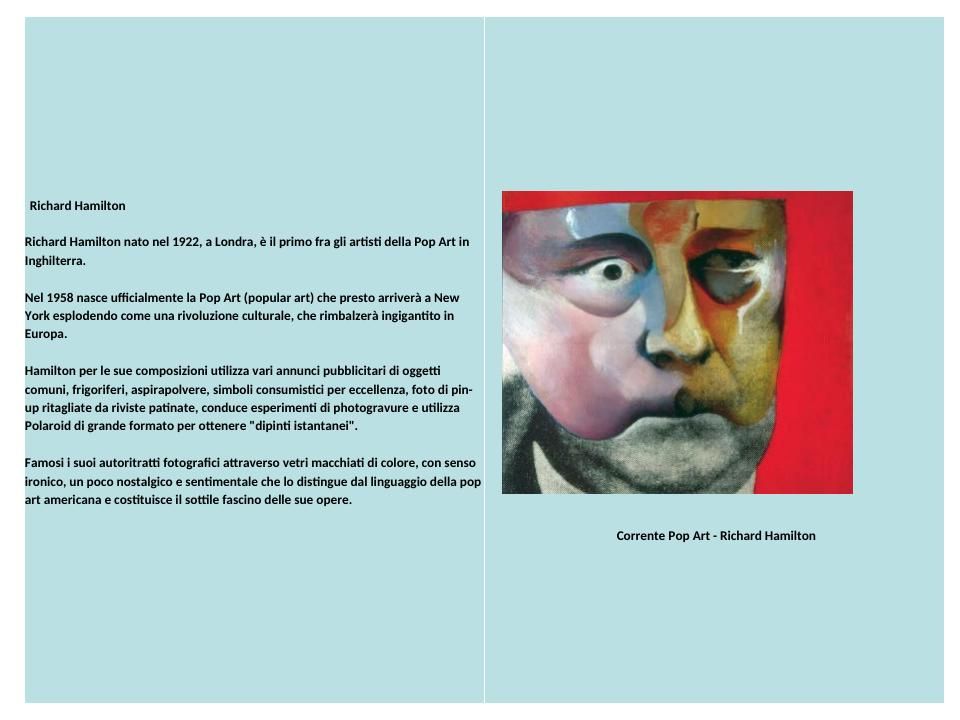 Richard Hamilton
Richard Hamilton nato nel 1922, a Londra, è il primo fra gli artisti della Pop Art in
Inghilterra.
Nel 1958 nasce ufficialmente la Pop Art (popular art) che presto arriverà a New
York esplodendo come una rivoluzione culturale, che rimbalzerà ingigantito in
Europa.
Hamilton per le sue composizioni utilizza vari annunci pubblicitari di oggetti
comuni, frigoriferi, aspirapolvere, simboli consumistici per eccellenza, foto di pin-
up ritagliate da riviste patinate, conduce esperimenti di photogravure e utilizza
Polaroid di grande formato per ottenere "dipinti istantanei".
Famosi i suoi autoritratti fotografici attraverso vetri macchiati di colore, con senso
ironico, un poco nostalgico e sentimentale che lo distingue dal linguaggio della pop
art americana e costituisce il sottile fascino delle sue opere.
Corrente Pop Art - Richard Hamilton